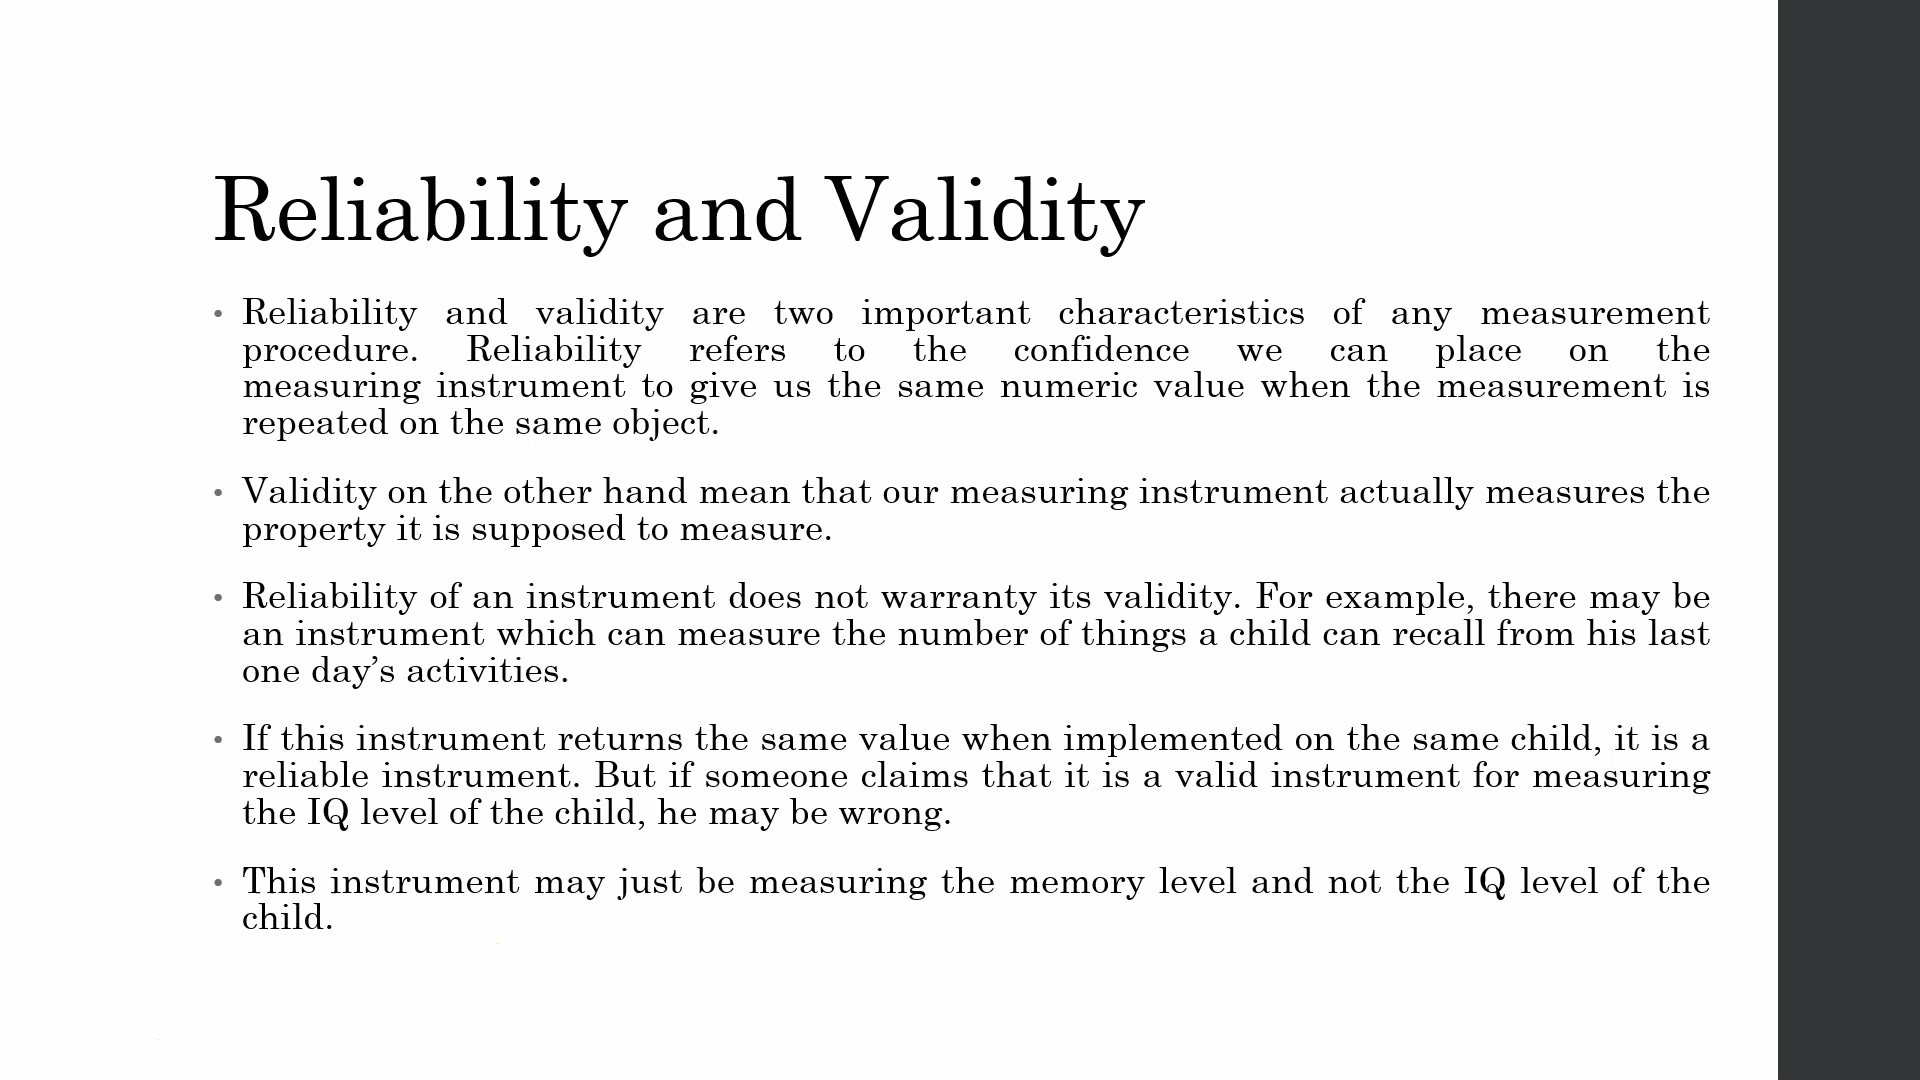 Reliability and Validity
• Reliability and validity are two important characteristics of any measurement
procedure. Reliability refers to the confidence we can place on the
measuring instrument to give us the same numeric value when the measurement is
repeated on the same object.
• Validity on the other hand mean that our measuring instrument actually measures the
property it is supposed to measure.
• Reliability of an instrument does not warranty its validity. For example, there may be
an instrument which can measure the number of things a child can recall from his last
one day’s activities.
• If this instrument returns the same value when implemented on the same child, it is a
reliable instrument. But if someone claims that it is a valid instrument for measuring
the IQ level of the child, he may be wrong.
• This instrument may just be measuring the memory level and not the IQ level of the
child.